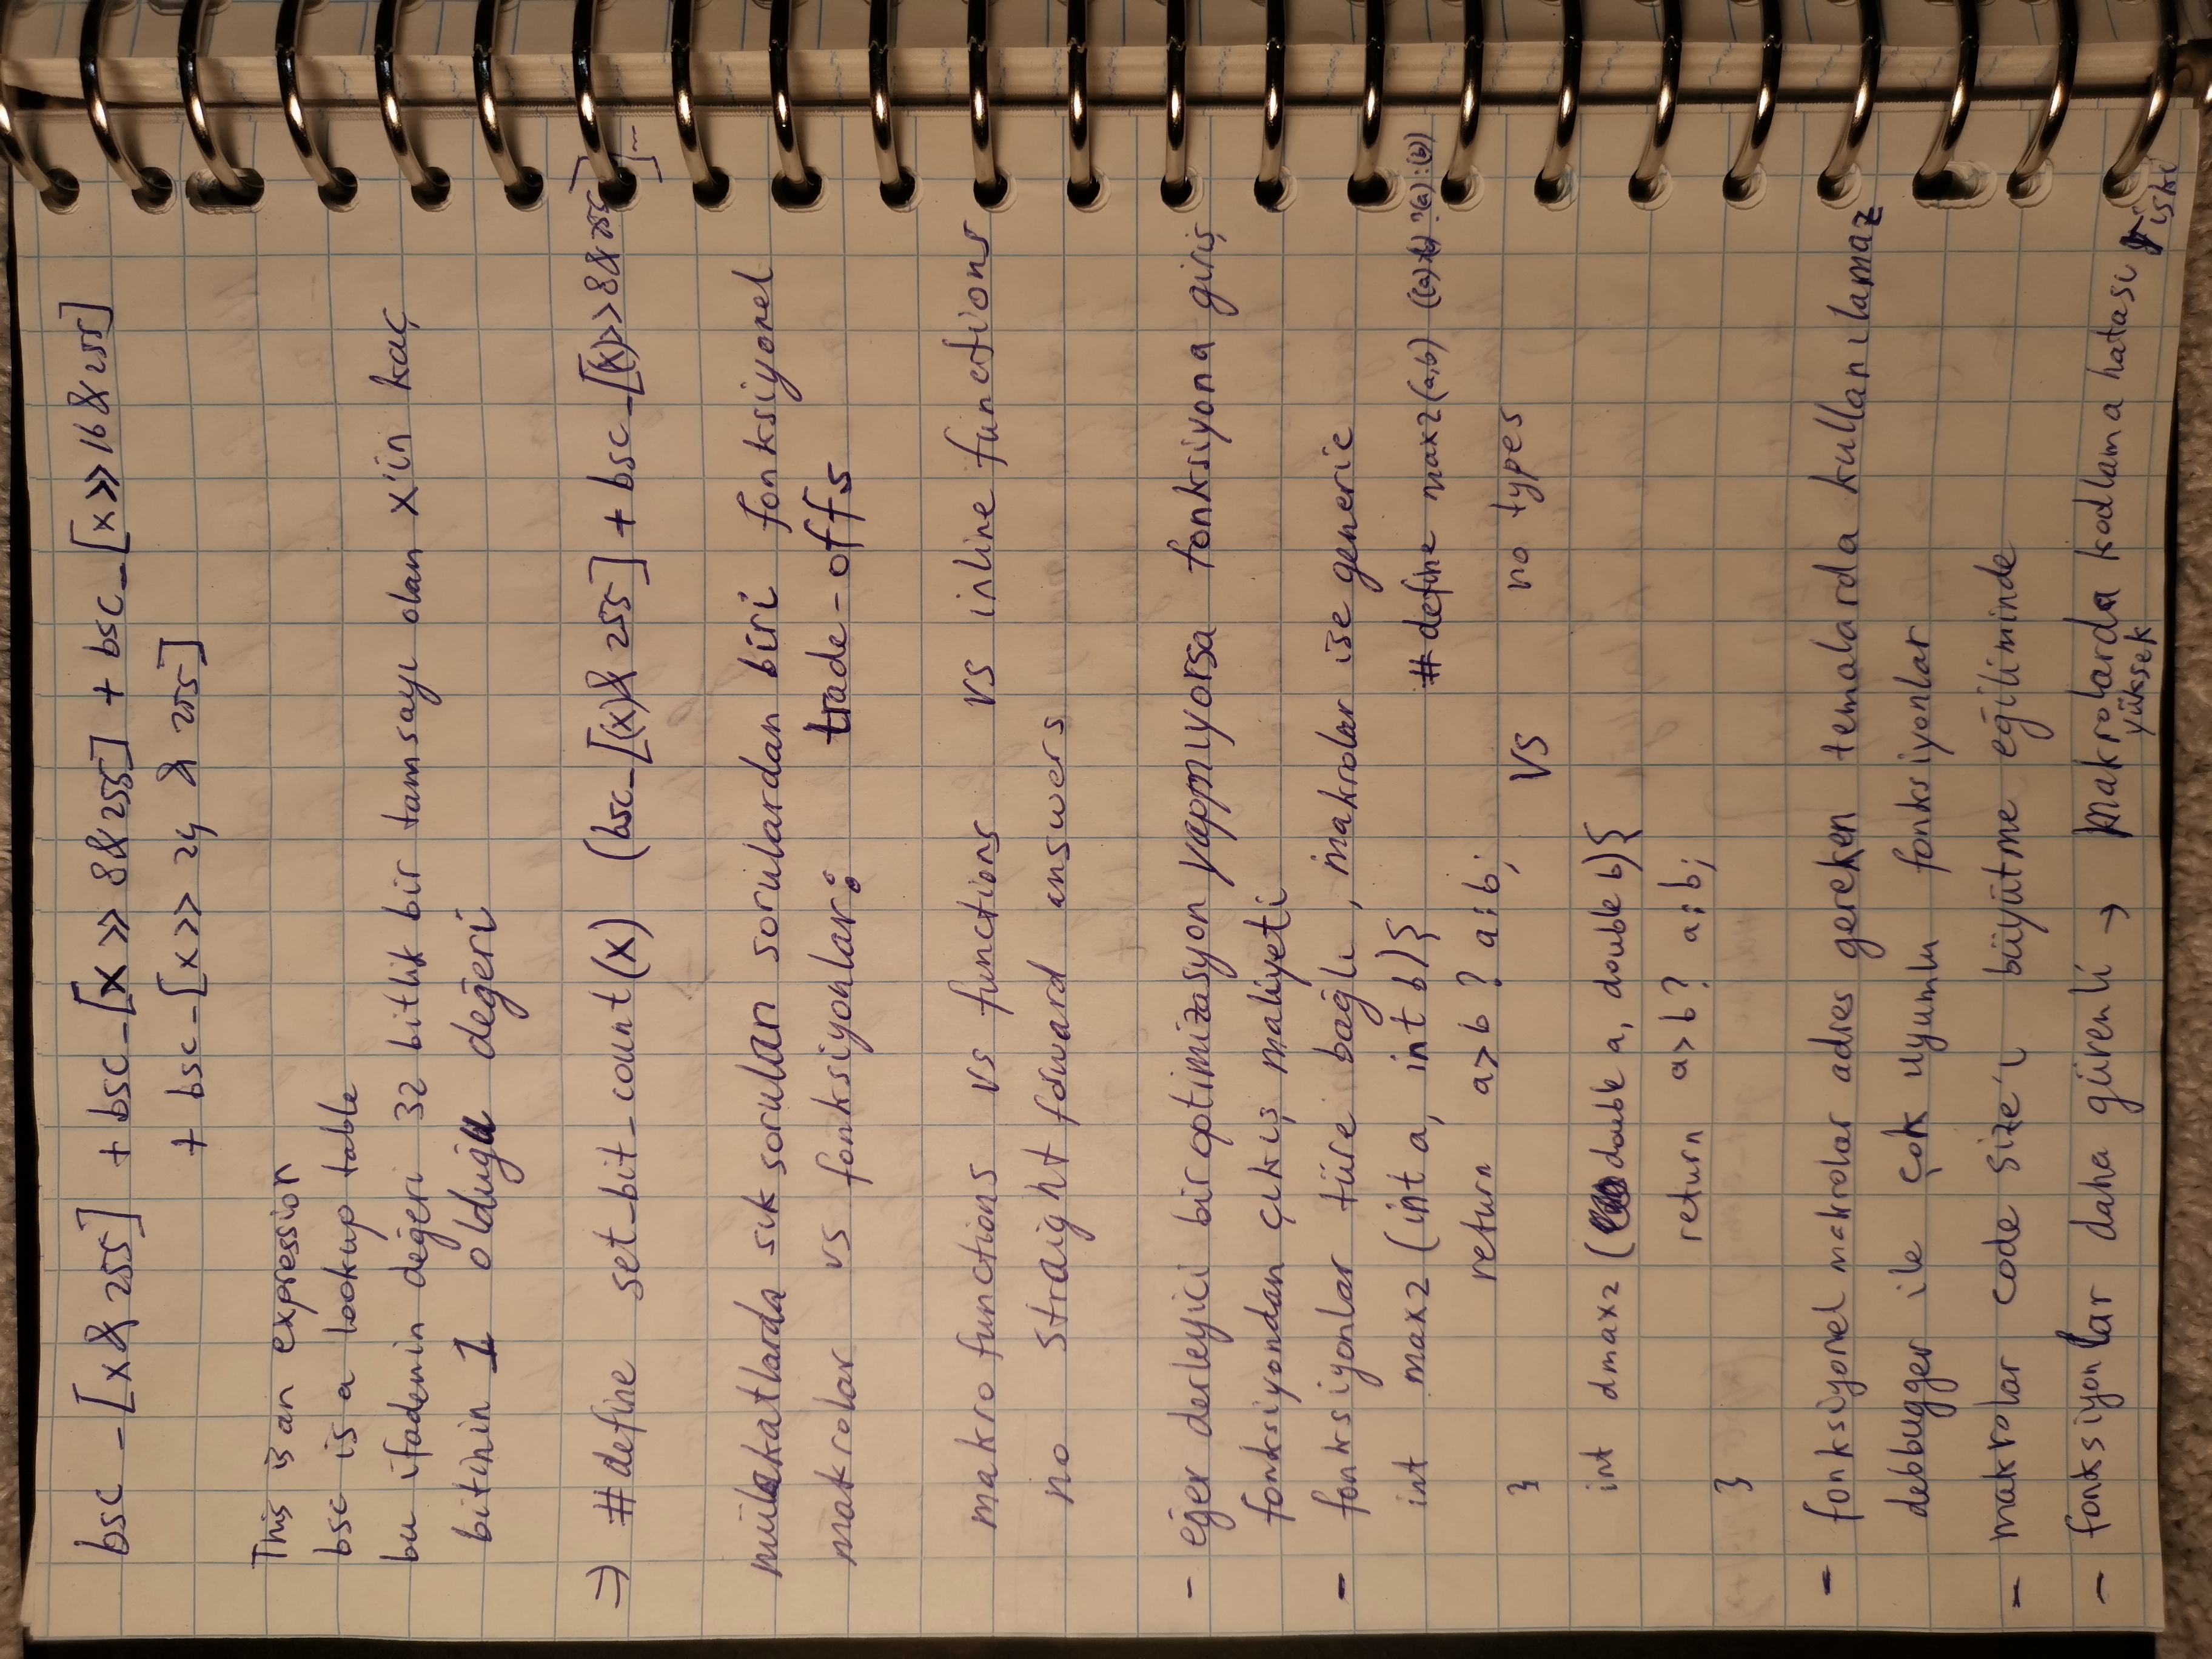 bsc_[x & 255] + bsc_[x >> 8 & 255] + bsc_[x >> 16 & 255]
+ bsc_[x >> 24 & 255]
This is an expression
bsc is a lookup table
bu ifadenin değeri 32 bitlik bir tamsayı olan x'in kaç
bitinin 1 olduğu değeri
⇒ #define set_bit_count(x) (bsc_[(x) & 255] + bsc_[(x) >> 8 & 255]...
mülakatlarda sık sorulan sorulardan biri fonksiyonel
makrolar vs fonksiyonlar: trade-offs
makro functions vs functions vs inline functions
no straight forward answers
- eğer derleyici bir optimizasyon yapmıyorsa fonksiyona giriş
fonksiyondan çıkış maliyeti
- fonksiyonlar türe bağlı, makrolar ise generic
int max2 (int a, int b){ #define max2(a,b) ((a)>(b) ?(a):(b))
return a>b ? a:b;
} vs no types
int dmax2 (double a, double b){
return a>b? a:b;
}
- fonksiyonel makrolar adres gereken temalarda kullanılamaz
debbugger ile çok uyumlu fonksiyonlar
- makrolar code size'ı büyütme eğiliminde
- fonksiyonlar daha güvenli → Makrolarda kodlama hatası riski
yüksek